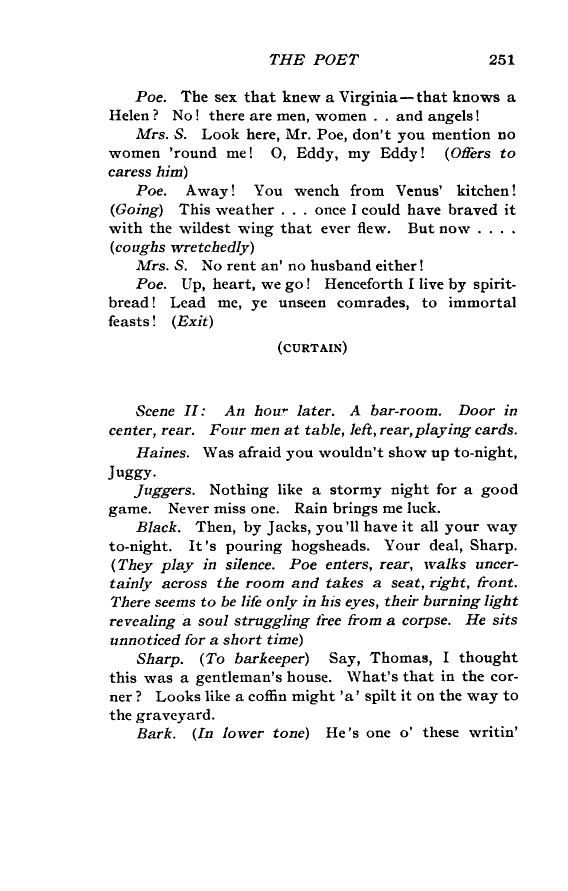 THE POET 251
Poe. The sex that knew a Virginia—that knows a
Helen? No! there are men, women . . and angels!
Mrs. S. Look here, Mr. Poe, don't you mention no
women 'round me! O, Eddy, my Eddy! (Offers to
caress him)
Poe. Away! You wench from Venus' kitchen!
(Going) This weather . . . once I could have braved it
with the wildest wing that ever flew. But now . . . .
(coughs wretchedly)
Mrs. S. No rent an' no husband either!
Poe. Up, heart, we go! Henceforth I live by spirit-
bread! Lead me, ye unseen comrades, to immortal
feasts! (Exit)
(CURTAIN)
Scene II: An hour later. A bar-room. Door in
center, rear. Four men at table, left, rear, playing cards.
Haines. Was afraid you wouldn't show up to-night,
Juggy.
Juggers. Nothing like a stormy night for a good
game. Never miss one. Rain brings me luck.
Black. Then, by Jacks, you'll have it all your way
to-night. It's pouring hogsheads. Your deal, Sharp.
(They play in silence. Poe enters, rear, walks uncer-
tainly across the room and takes a seat, right, front.
There seems to be life only in his eyes, their burning light
revealing a soul struggling free from a corpse. He sits
unnoticed for a short time)
Sharp. (To barkeeper) Say, Thomas, I thought
this was a gentleman's house. What's that in the cor-
ner? Looks like a coffin might 'a' spilt it on the way to
the graveyard.
Bark. (In lower tone) He's one o' these writin'